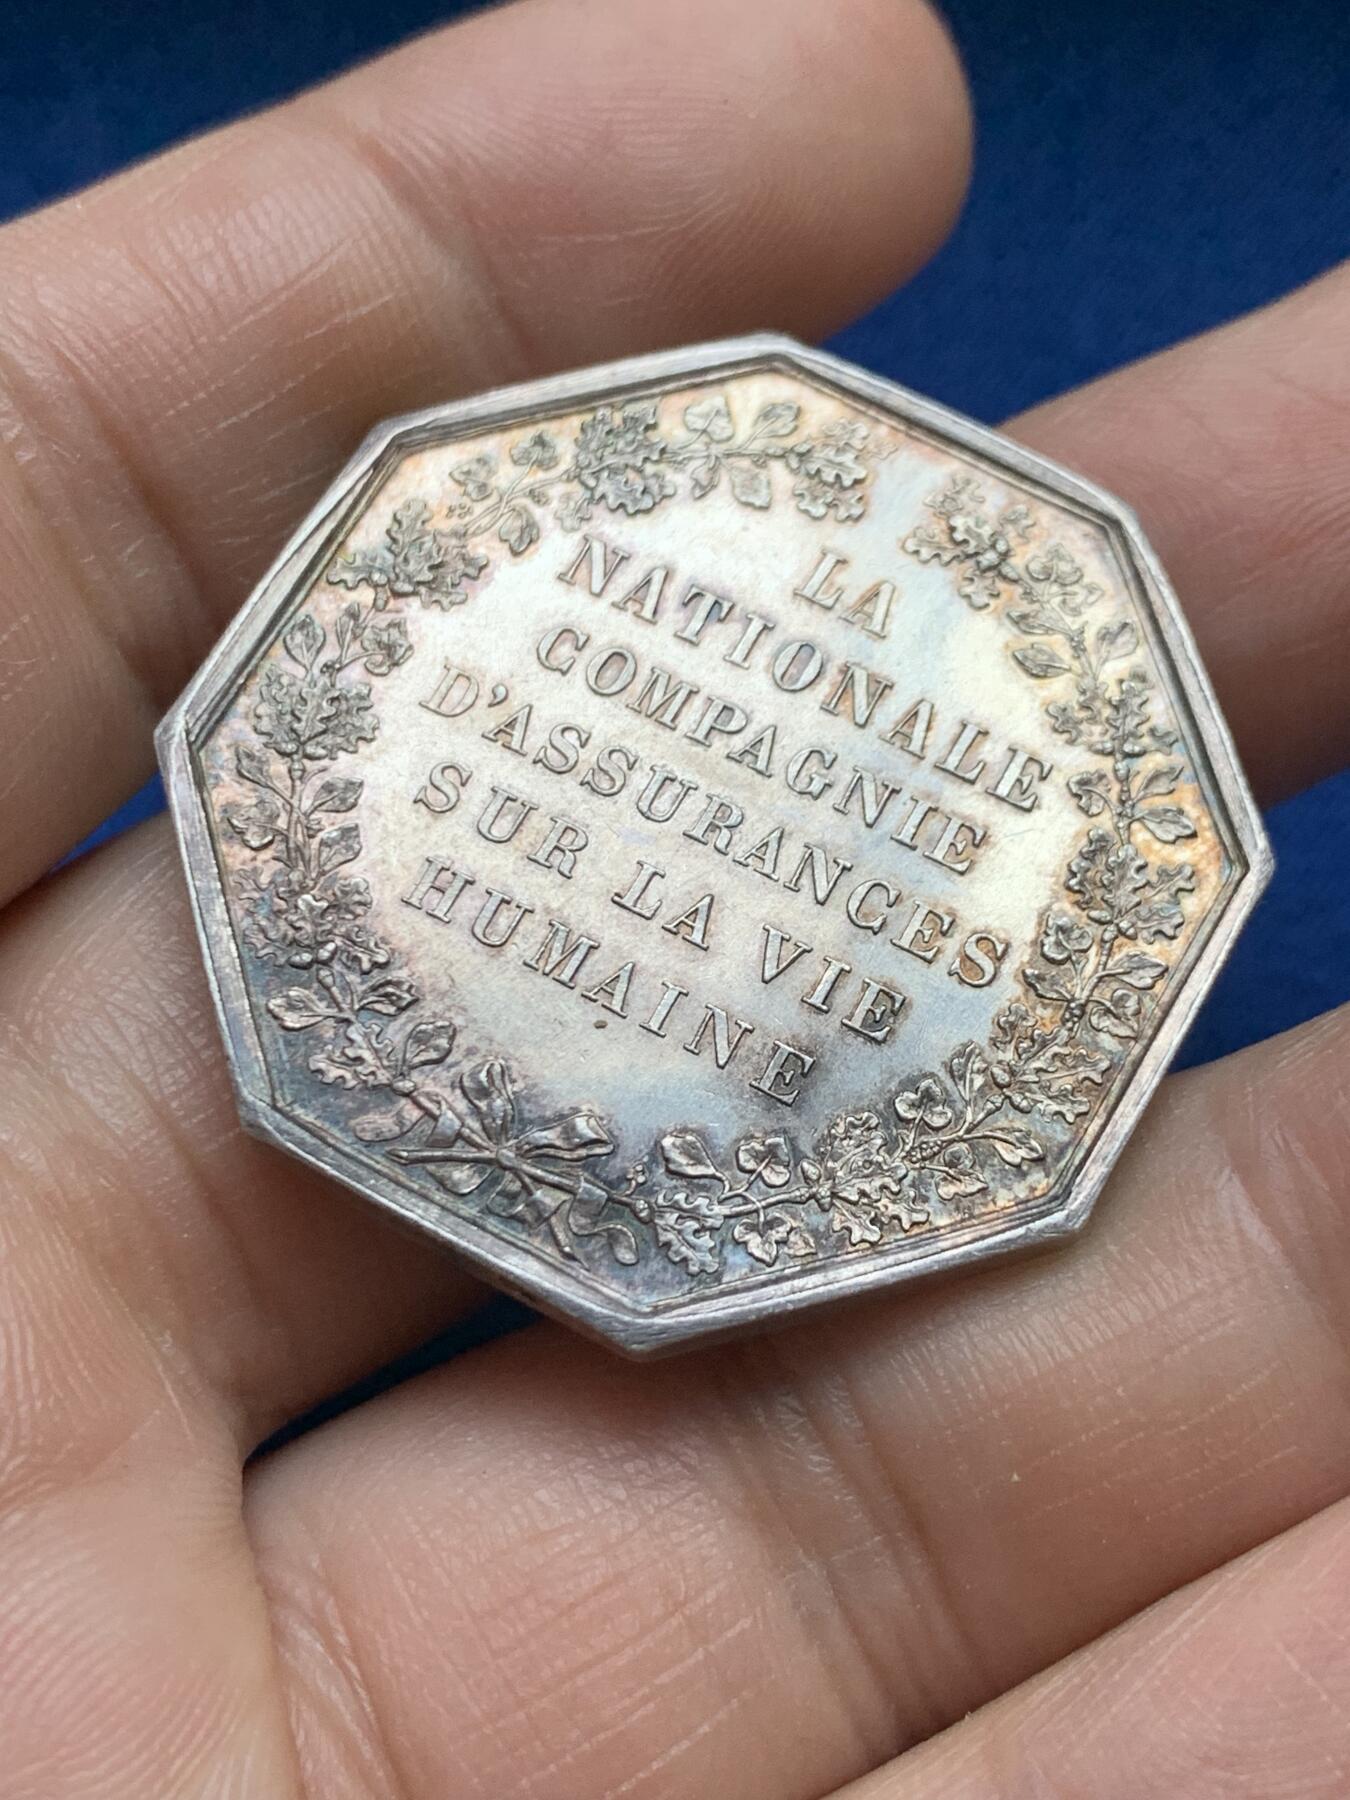 LA
NATIONALE
COMPAGNIE
D'ASSURANCES
SUR LA VIE
HUMAINE